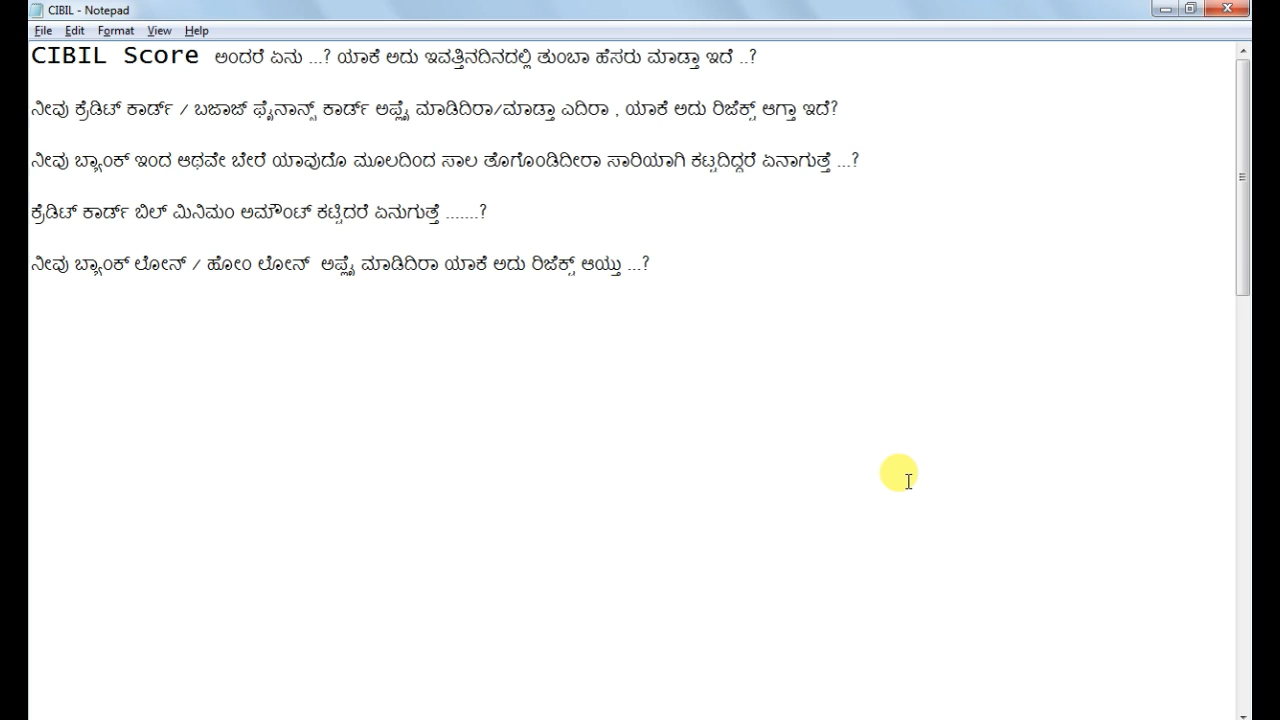 CIBIL - Notepad
File Edit Format View Help
CIBIL Score ಅಂದರೆ ಏನು ...? ಯಾಕೆ ಅದು ಇವತ್ತಿನದಿನದಲ್ಲಿ ತುಂಬಾ ಹೆಸರು ಮಾಡ್ತಾ ಇದೆ ..?
ನೀವು ಕ್ರೆಡಿಟ್ ಕಾರ್ಡ್ / ಬಜಾಜ್ ಫೈನಾನ್ಸ್ ಕಾರ್ಡ್ ಅಪ್ಲೈ ಮಾಡಿದಿರಾ/ಮಾಡ್ತಾ ಎದಿರಾ , ಯಾಕೆ ಅದು ರಿಜೆಕ್ಟ್ ಆಗ್ತಾ ಇದೆ?
ನೀವು ಬ್ಯಾಂಕ್ ಇಂದ ಆಥವೇ ಬೇರೆ ಯಾವುದೊ ಮೂಲದಿಂದ ಸಾಲ ತೊಗೊಂಡಿದೀರಾ ಸಾರಿಯಾಗಿ ಕಟ್ಟದಿದ್ದರೆ ಏನಾಗುತ್ತೆ ...?
ಕ್ರೆಡಿಟ್ ಕಾರ್ಡ್ ಬಿಲ್ ಮಿನಿಮಂ ಅಮೌಂಟ್ ಕಟ್ಟಿದರೆ ಏನುಗುತ್ತೆ .......?
ನೀವು ಬ್ಯಾಂಕ್ ಲೋನ್ / ಹೋಂ ಲೋನ್ ಅಪ್ಲೈ ಮಾಡಿದಿರಾ ಯಾಕೆ ಅದು ರಿಜೆಕ್ಟ್ ಆಯ್ತು ...?